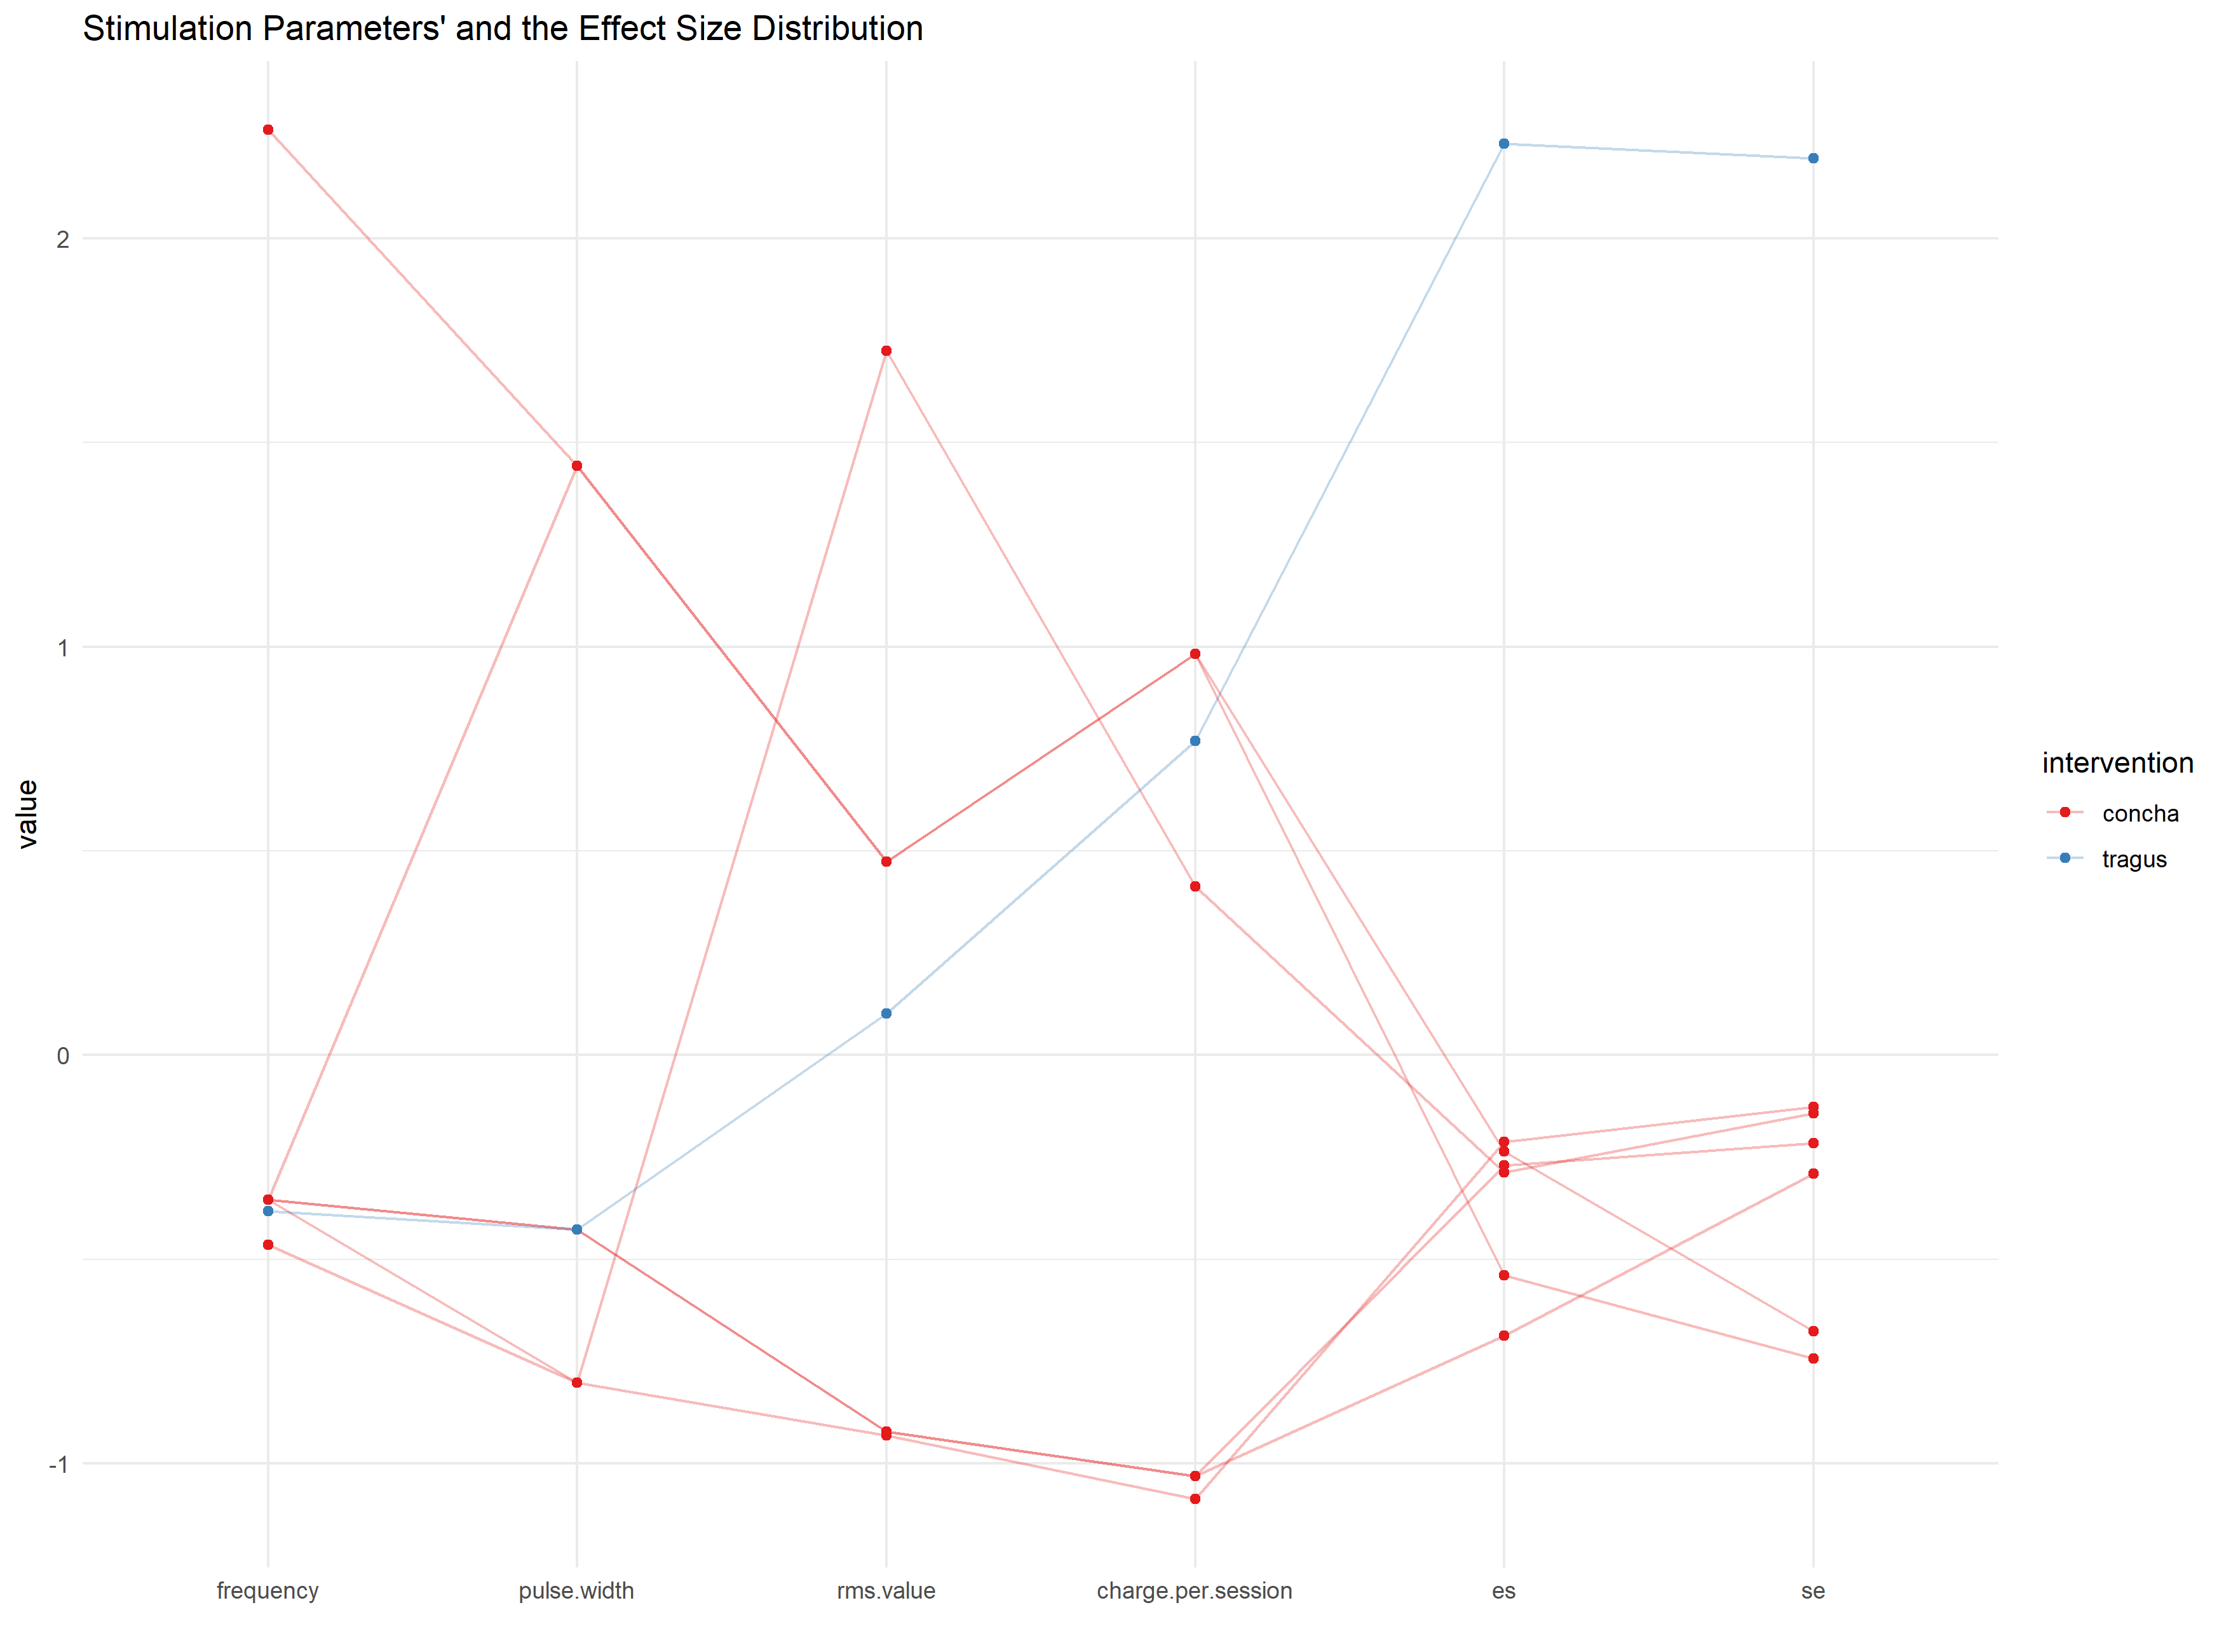 Stimulation Parameters' and the Effect Size Distribution
2
1
0
-1
value
frequency
pulse.width
rms.value
charge.per.session
es
se
intervention
concha
tragus